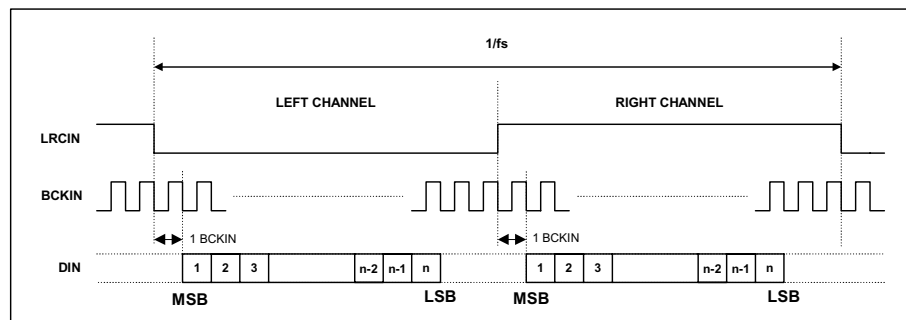 1/fs
LEFT CHANNEL RIGHT CHANNEL
LRCIN
BCKIN
1 BCKIN 1 BCKIN
DIN 1 2 3 n-2 n-1 n 1 2 3 n-2 n-1 n
MSB LSB MSB LSB